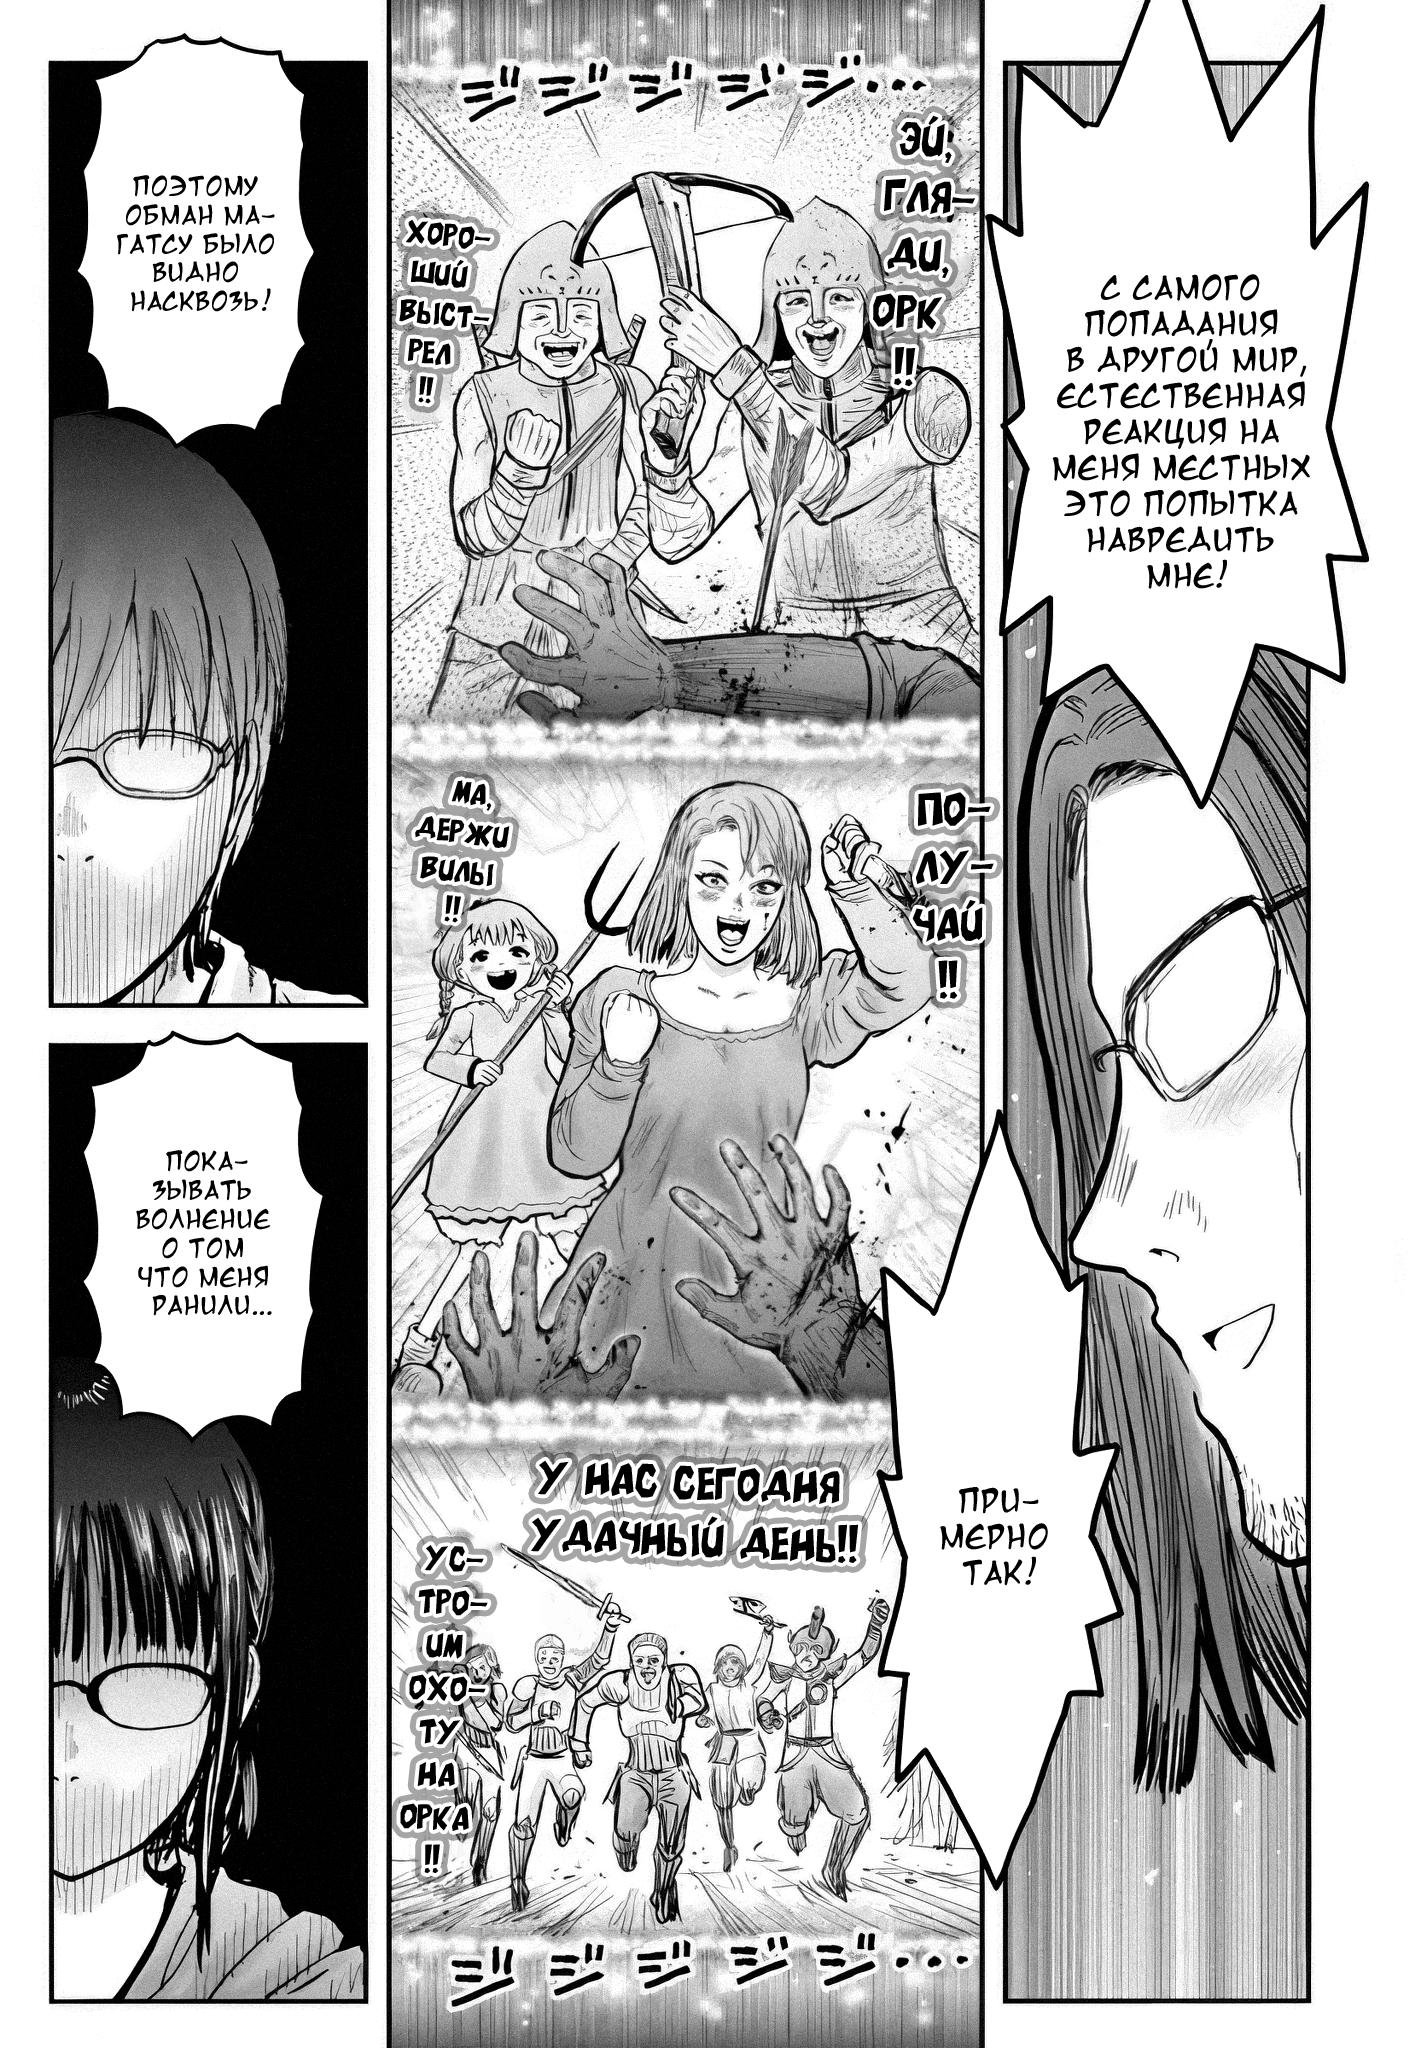 С САМОГО
ПОПАДАНИЯ
В ДРУГОЙ МИР,
ЕСТЕСТВЕННАЯ
РЕАКЦИЯ НА
МЕНЯ МЕСТНЫХ
ЭТО ПОПЫТКА
НАВРЕДИТЬ
МНЕ!
ПРИ-
МЕРНО
ТАК!
ジジジジジ...
ЭЙ,
ГЛЯ-
ДИ,
ОРК
!!
ХОРО-
ШИЙ
ВЫСТ-
РЕЛ
!!
ПО-
ЛУ-
ЧАЙ
!!
МА,
ДЕРЖИ
ВИЛЫ
!!
У НАС СЕГОДНЯ
УДАЧНЫЙ ДЕНЬ!!
УС-
ТРО-
ИМ
ОХО-
ТУ
НА
ОРКА
!!
ジジジジジ...
ПОЭТОМУ
ОБМАН МА-
ГАТСУ БЫЛО
ВИДНО
НАСКВОЗЬ!
ПОКА-
ЗЫВАТЬ
ВОЛНЕНИЕ
О ТОМ
ЧТО МЕНЯ
РАНИЛИ...